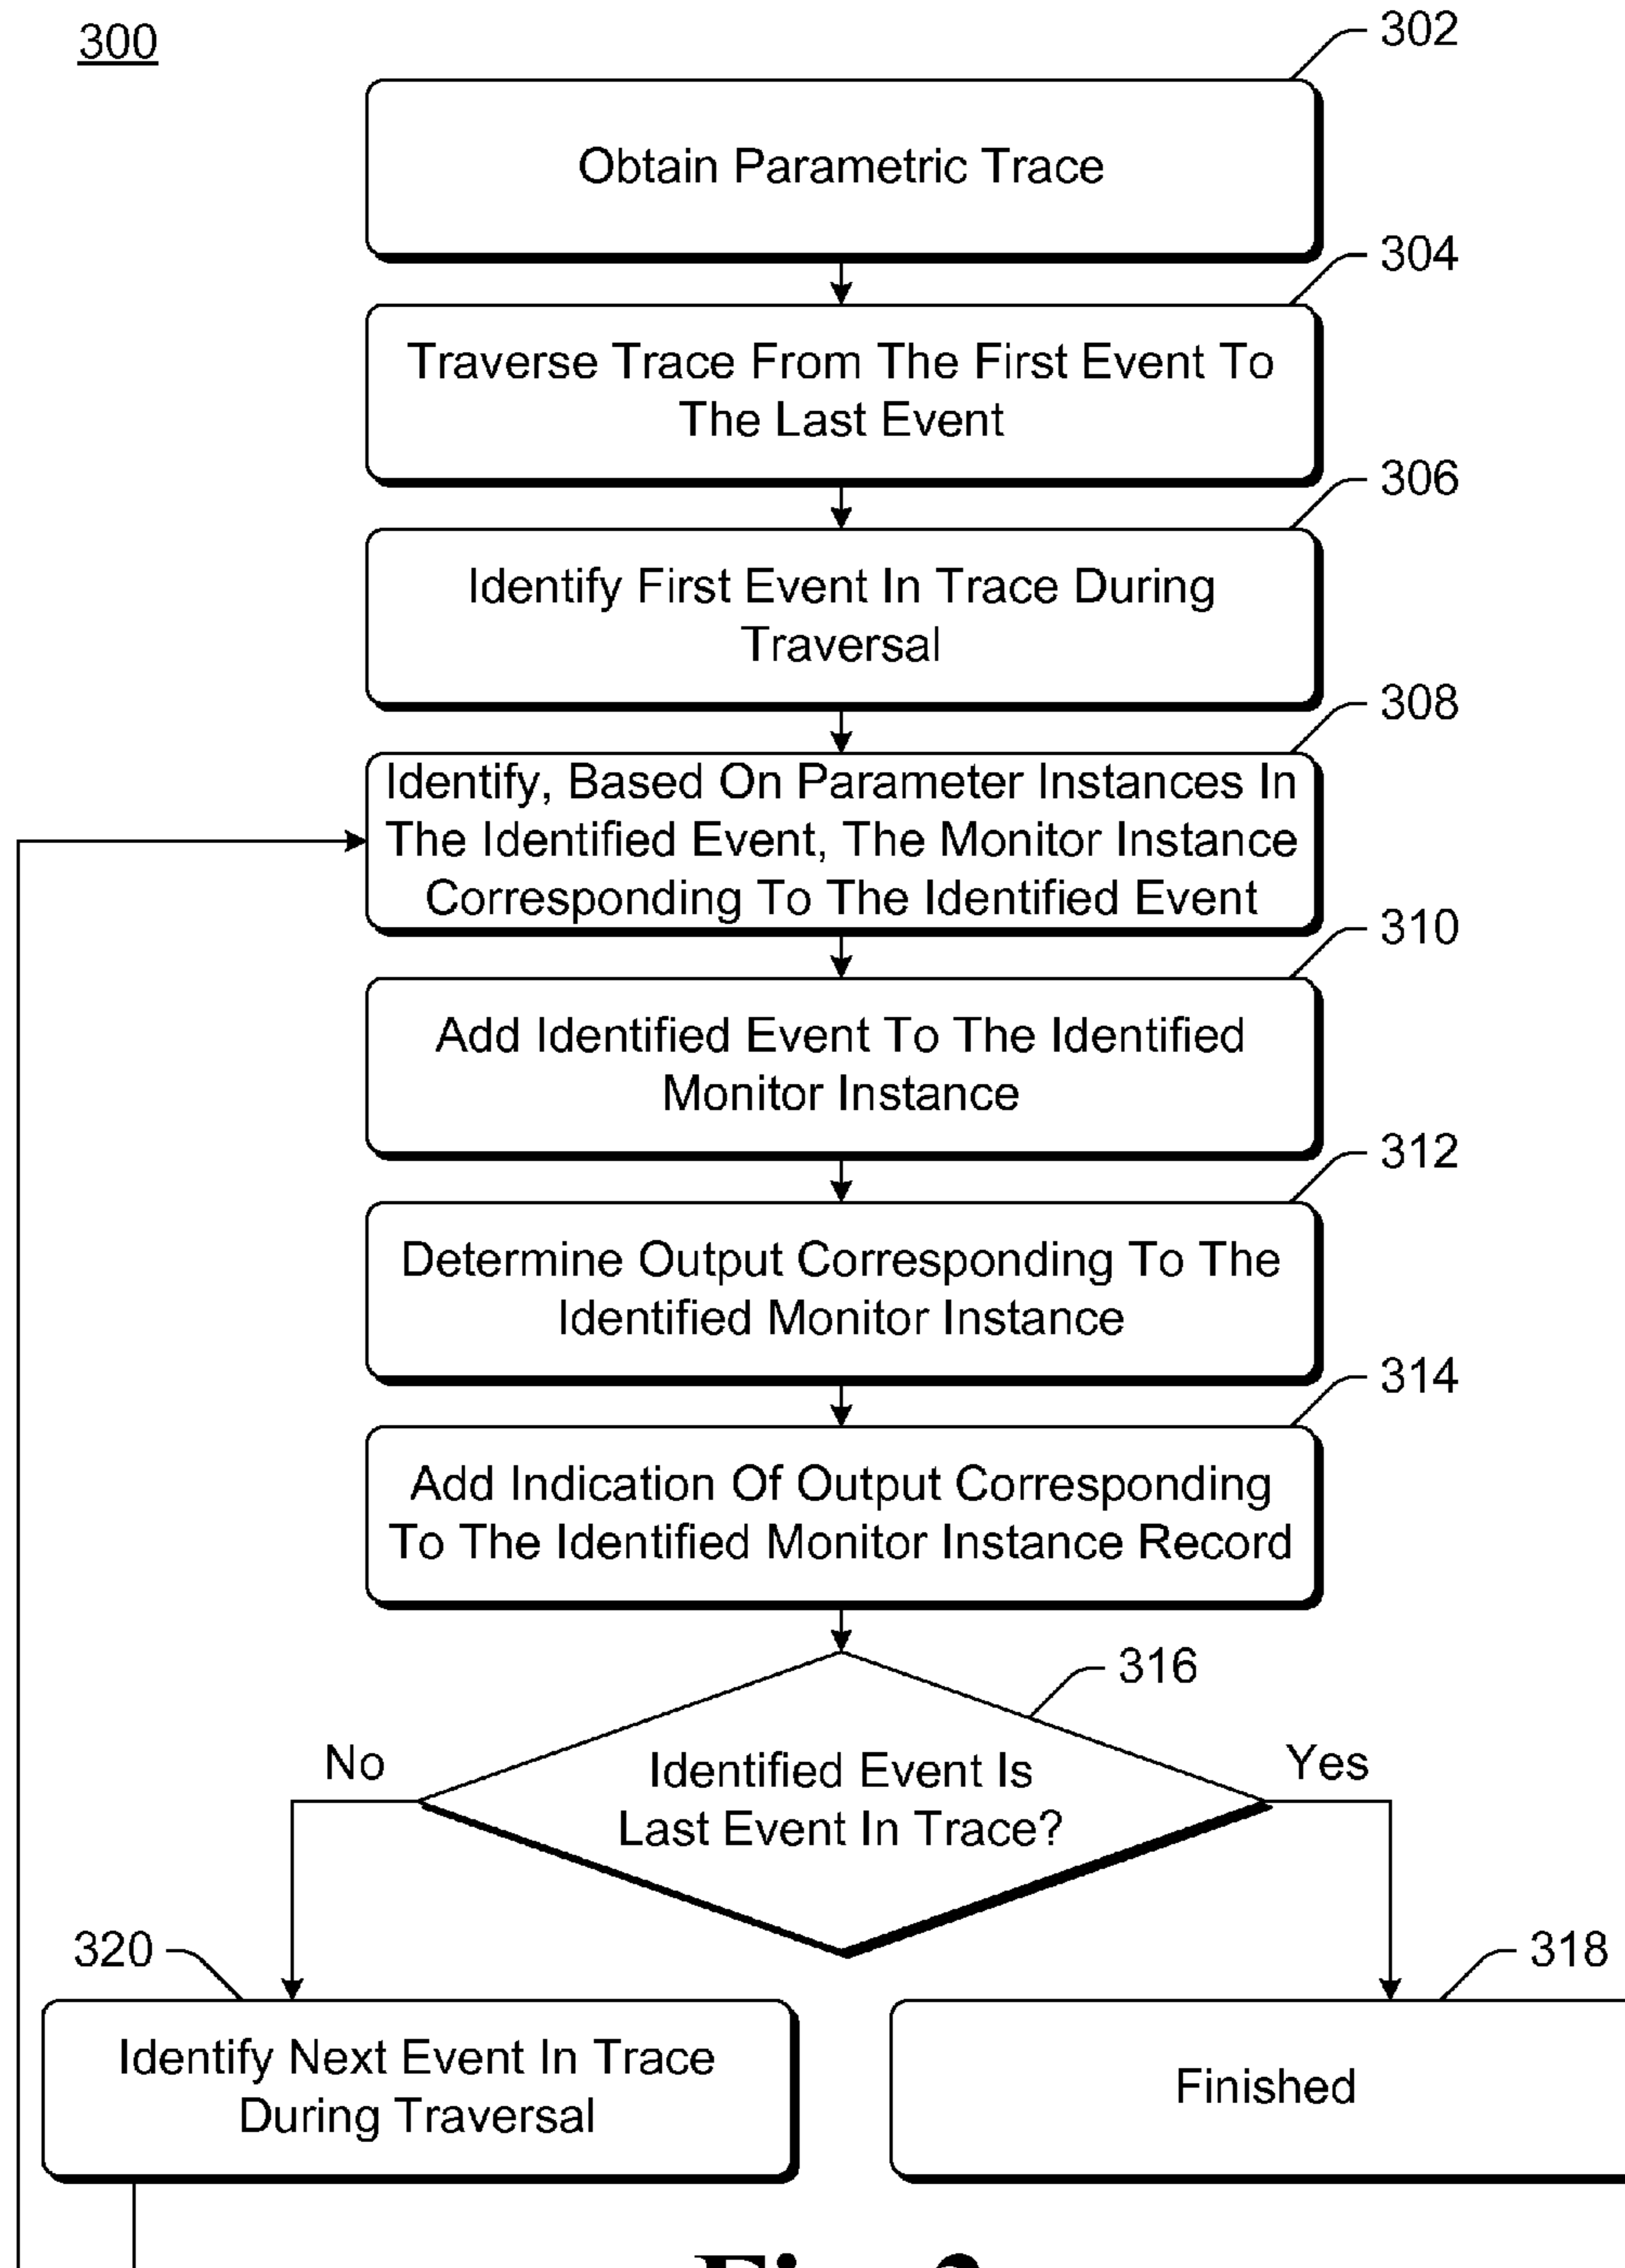 300
302
Obtain Parametric Trace
304
Traverse Trace From The First Event To
The Last Event
306
Identify First Event In Trace During
Traversal
308
Identify, Based On Parameter Instances In
The Identified Event, The Monitor Instance
Corresponding To The Identified Event
310
Add Identified Event To The Identified
Monitor Instance
312
Determine Output Corresponding To The
Identified Monitor Instance
314
Add Indication Of Output Corresponding
To The Identified Monitor Instance Record
316
Identified Event Is
Last Event In Trace?
No
Yes
320
318
Identify Next Event In Trace
During Traversal
Finished